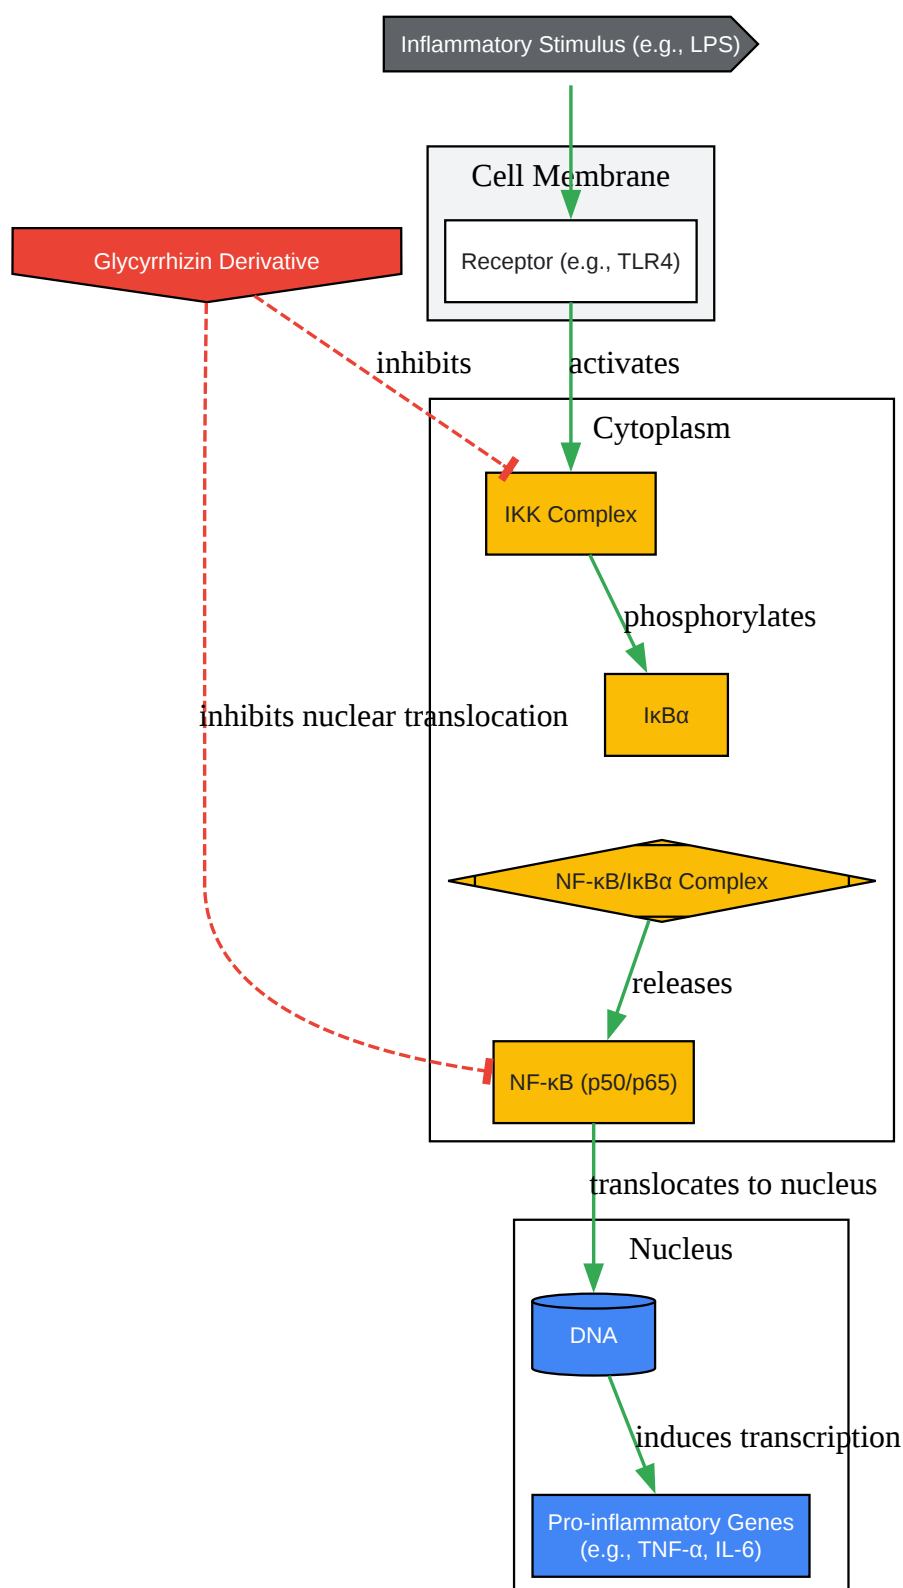 Inflammatory Stimulus (e.g., LPS)
Cell Membrane
Receptor (e.g., TLR4)
Glycyrrhizin Derivative
inhibits
activates
Cytoplasm
IKK Complex
phosphorylates
inhibits nuclear translocation
IκBα
NF-κB/IκBα Complex
releases
NF-κB (p50/p65)
translocates to nucleus
Nucleus
DNA
induces transcription
Pro-inflammatory Genes
(e.g., TNF-α, IL-6)